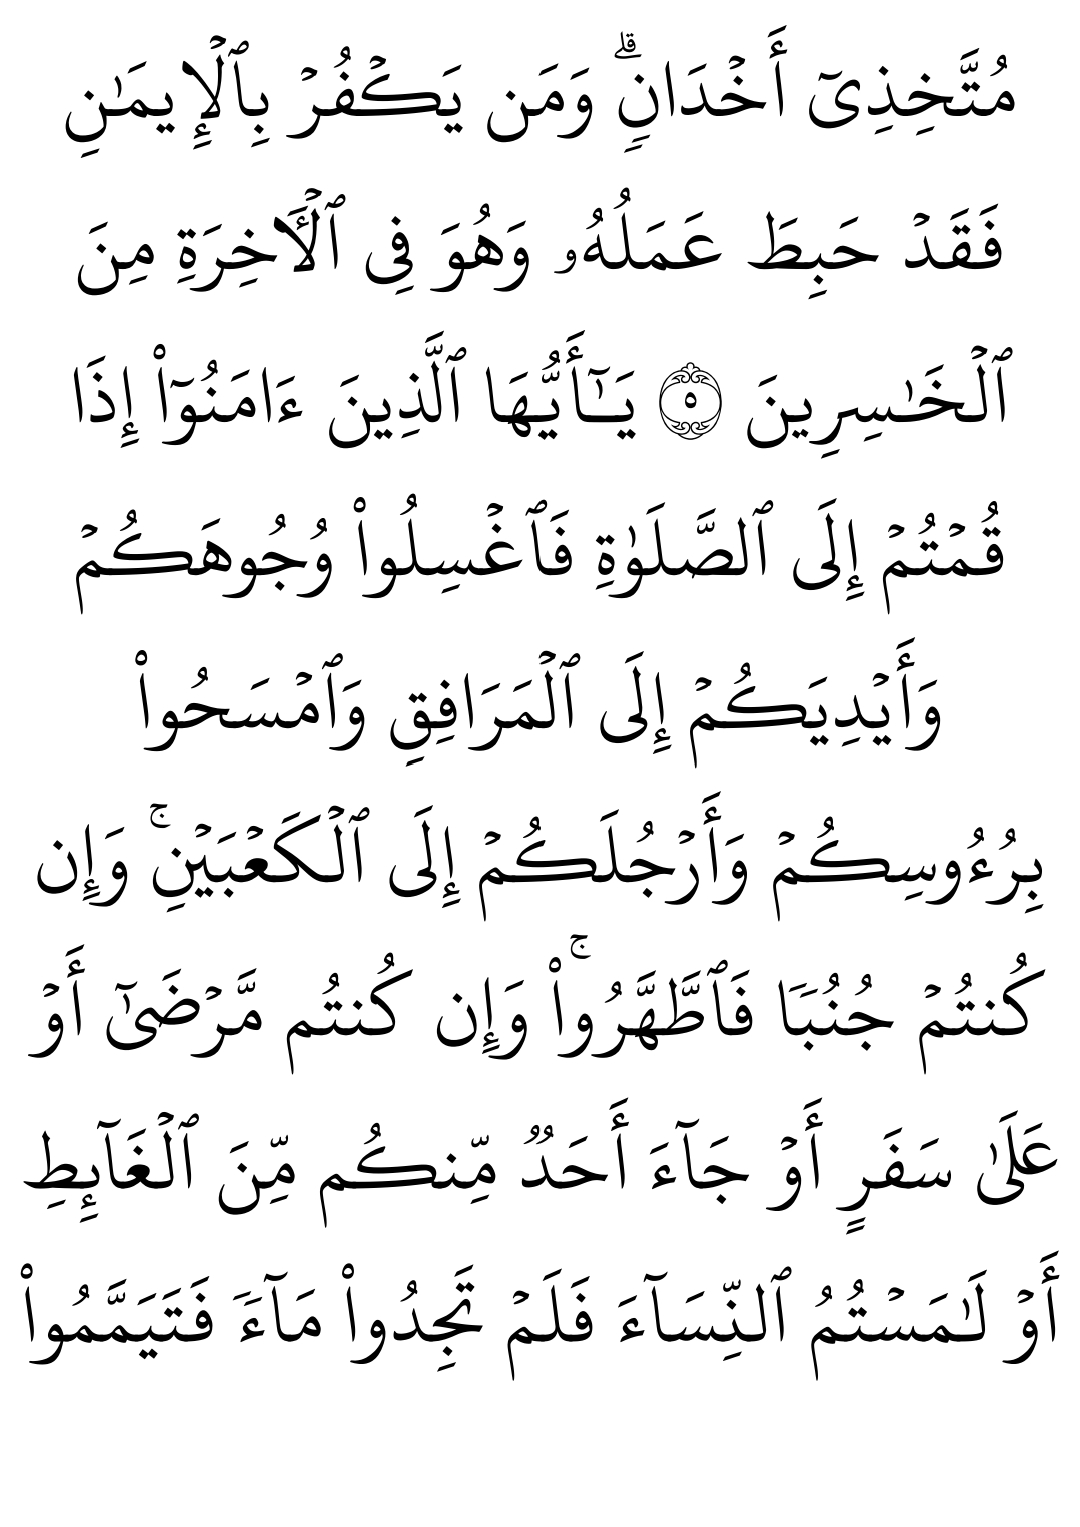 مُتَّخِذِىٓ أَخْدَانٍۗ وَمَن يَكْفُرْ بِٱلْإِيمَٰنِ
فَقَدْ حَبِطَ عَمَلُهُۥ وَهُوَ فِى ٱلْـَٔاخِرَةِ مِنَ
ٱلْخَٰسِرِينَ ۝٥ يَـٰٓأَيُّهَا ٱلَّذِينَ ءَامَنُوٓا۟ إِذَا
قُمْتُمْ إِلَى ٱلصَّلَوٰةِ فَٱغْسِلُوا۟ وُجُوهَكُمْ
وَأَيْدِيَكُمْ إِلَى ٱلْمَرَافِقِ وَٱمْسَحُوا۟
بِرُءُوسِكُمْ وَأَرْجُلَكُمْ إِلَى ٱلْكَعْبَيْنِۚ وَإِن
كُنتُمْ جُنُبًا فَٱطَّهَّرُوا۟ۚ وَإِن كُنتُم مَّرْضَىٰٓ أَوْ
عَلَىٰ سَفَرٍ أَوْ جَآءَ أَحَدٌ مِّنكُم مِّنَ ٱلْغَآئِطِ
أَوْ لَـٰمَسْتُمُ ٱلنِّسَآءَ فَلَمْ تَجِدُوا۟ مَآءً فَتَيَمَّمُوا۟